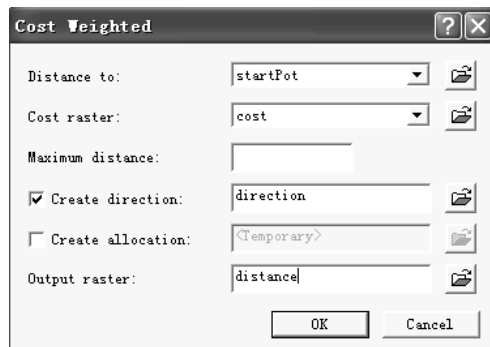 Cost Weighted
Distance to: startPot
Cost raster: cost
Maximum distance:
Create direction: direction
Create allocation: <Temporary>
Output raster: distance
OK Cancel